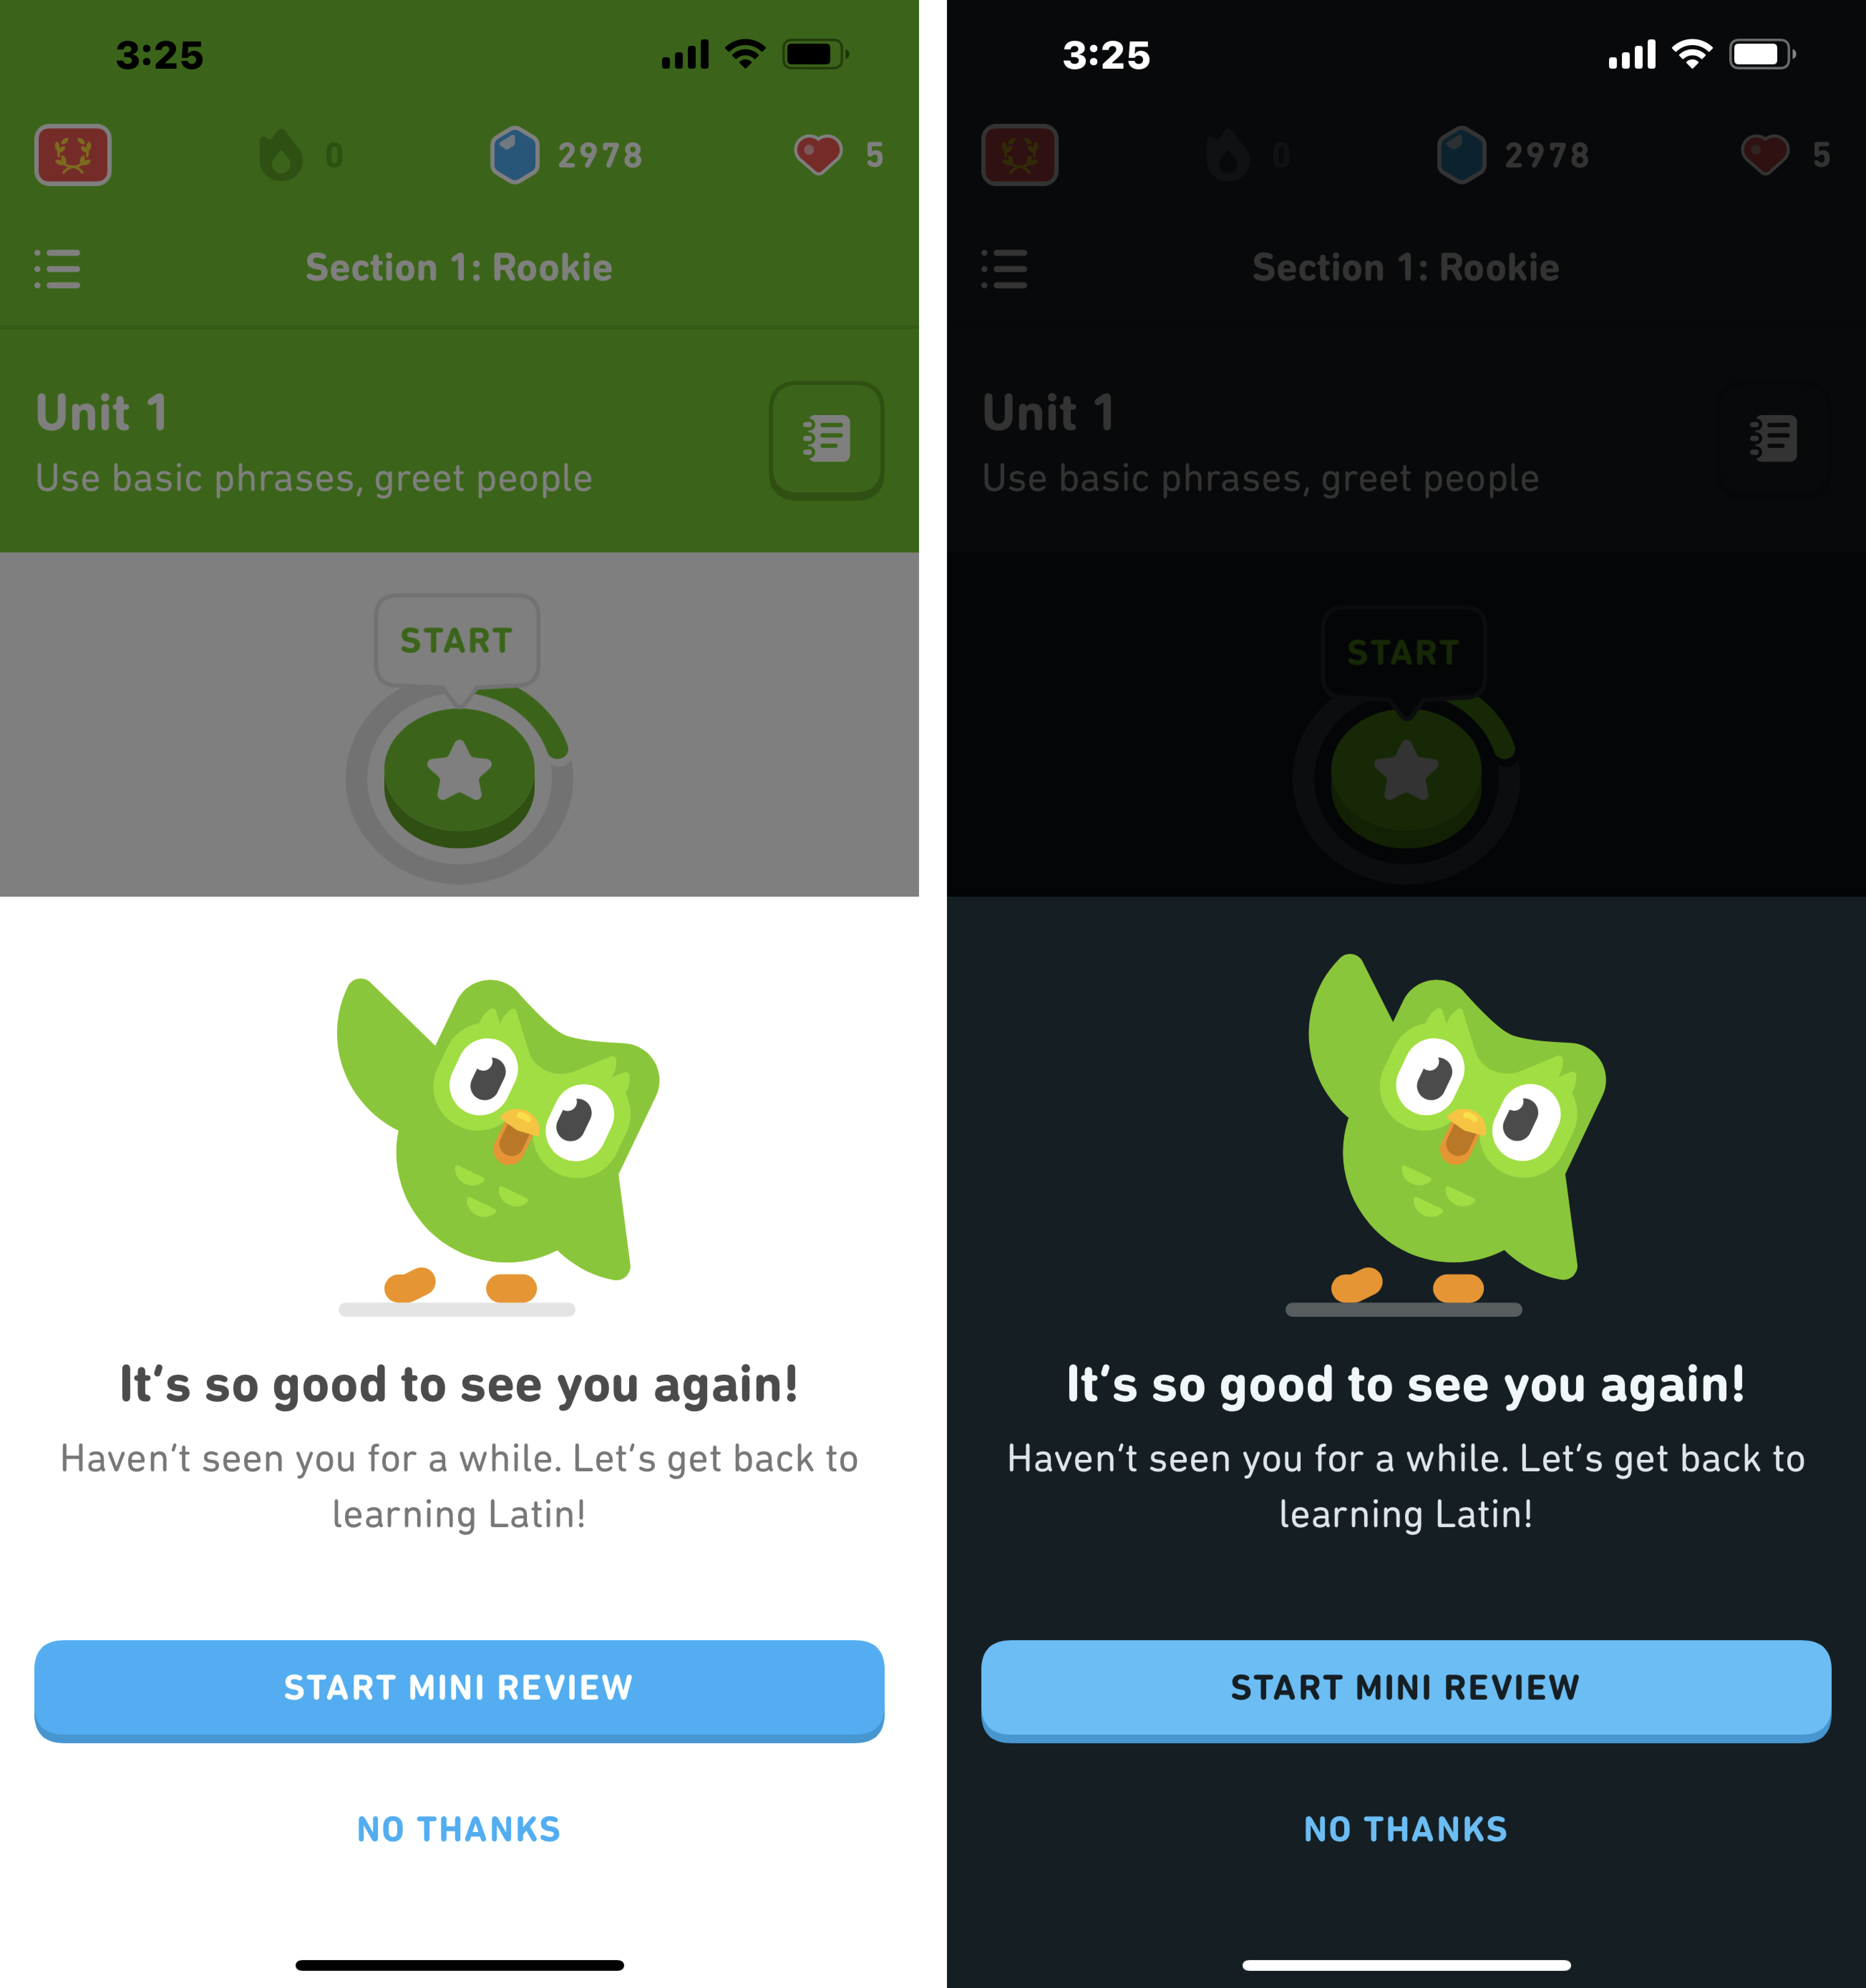 3:25
0
2978
5
Section 1: Rookie
Unit 1
Use basic phrases, greet people
START
It's so good to see you again!
Haven't seen you for a while. Let's get back to
learning Latin!
START MINI REVIEW
NO THANKS
3:25
0
2978
5
Section 1: Rookie
Unit 1
Use basic phrases, greet people
START
It's so good to see you again!
Haven't seen you for a while. Let's get back to
learning Latin!
START MINI REVIEW
NO THANKS